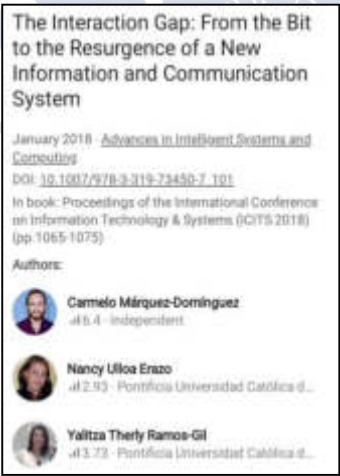 The Interaction Gap: From the Bit
to the Resurgence of a New
Information and Communication
System
January 2018 · Advances in Intelligent Systems and
Computing
DOI: 10.1007/978-3-319-73450-7_101
In book: Proceedings of the International Conference
on Information Technology & Systems (ICITS 2018)
(pp.1065-1075)
Authors:
Carmelo Márquez-Domínguez
6.4 · Independent
Nancy Ulloa Erazo
2.93 · Pontificia Universidad Católica d...
Yalitza Therly Ramos-Gil
3.73 · Pontificia Universidad Católica d...